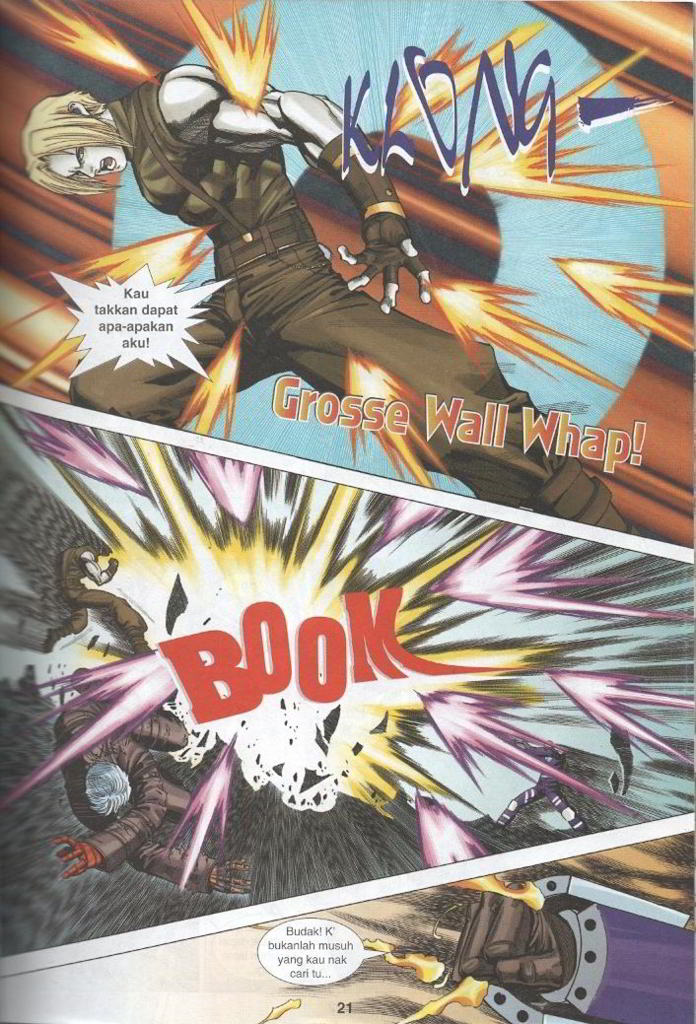 KLONG-
Kau
takkan dapat
apa-apakan
aku!
Grosse Wall Whap!
BOOM
Budak! K'
bukanlah musuh
yang kau nak
cari tu...
21